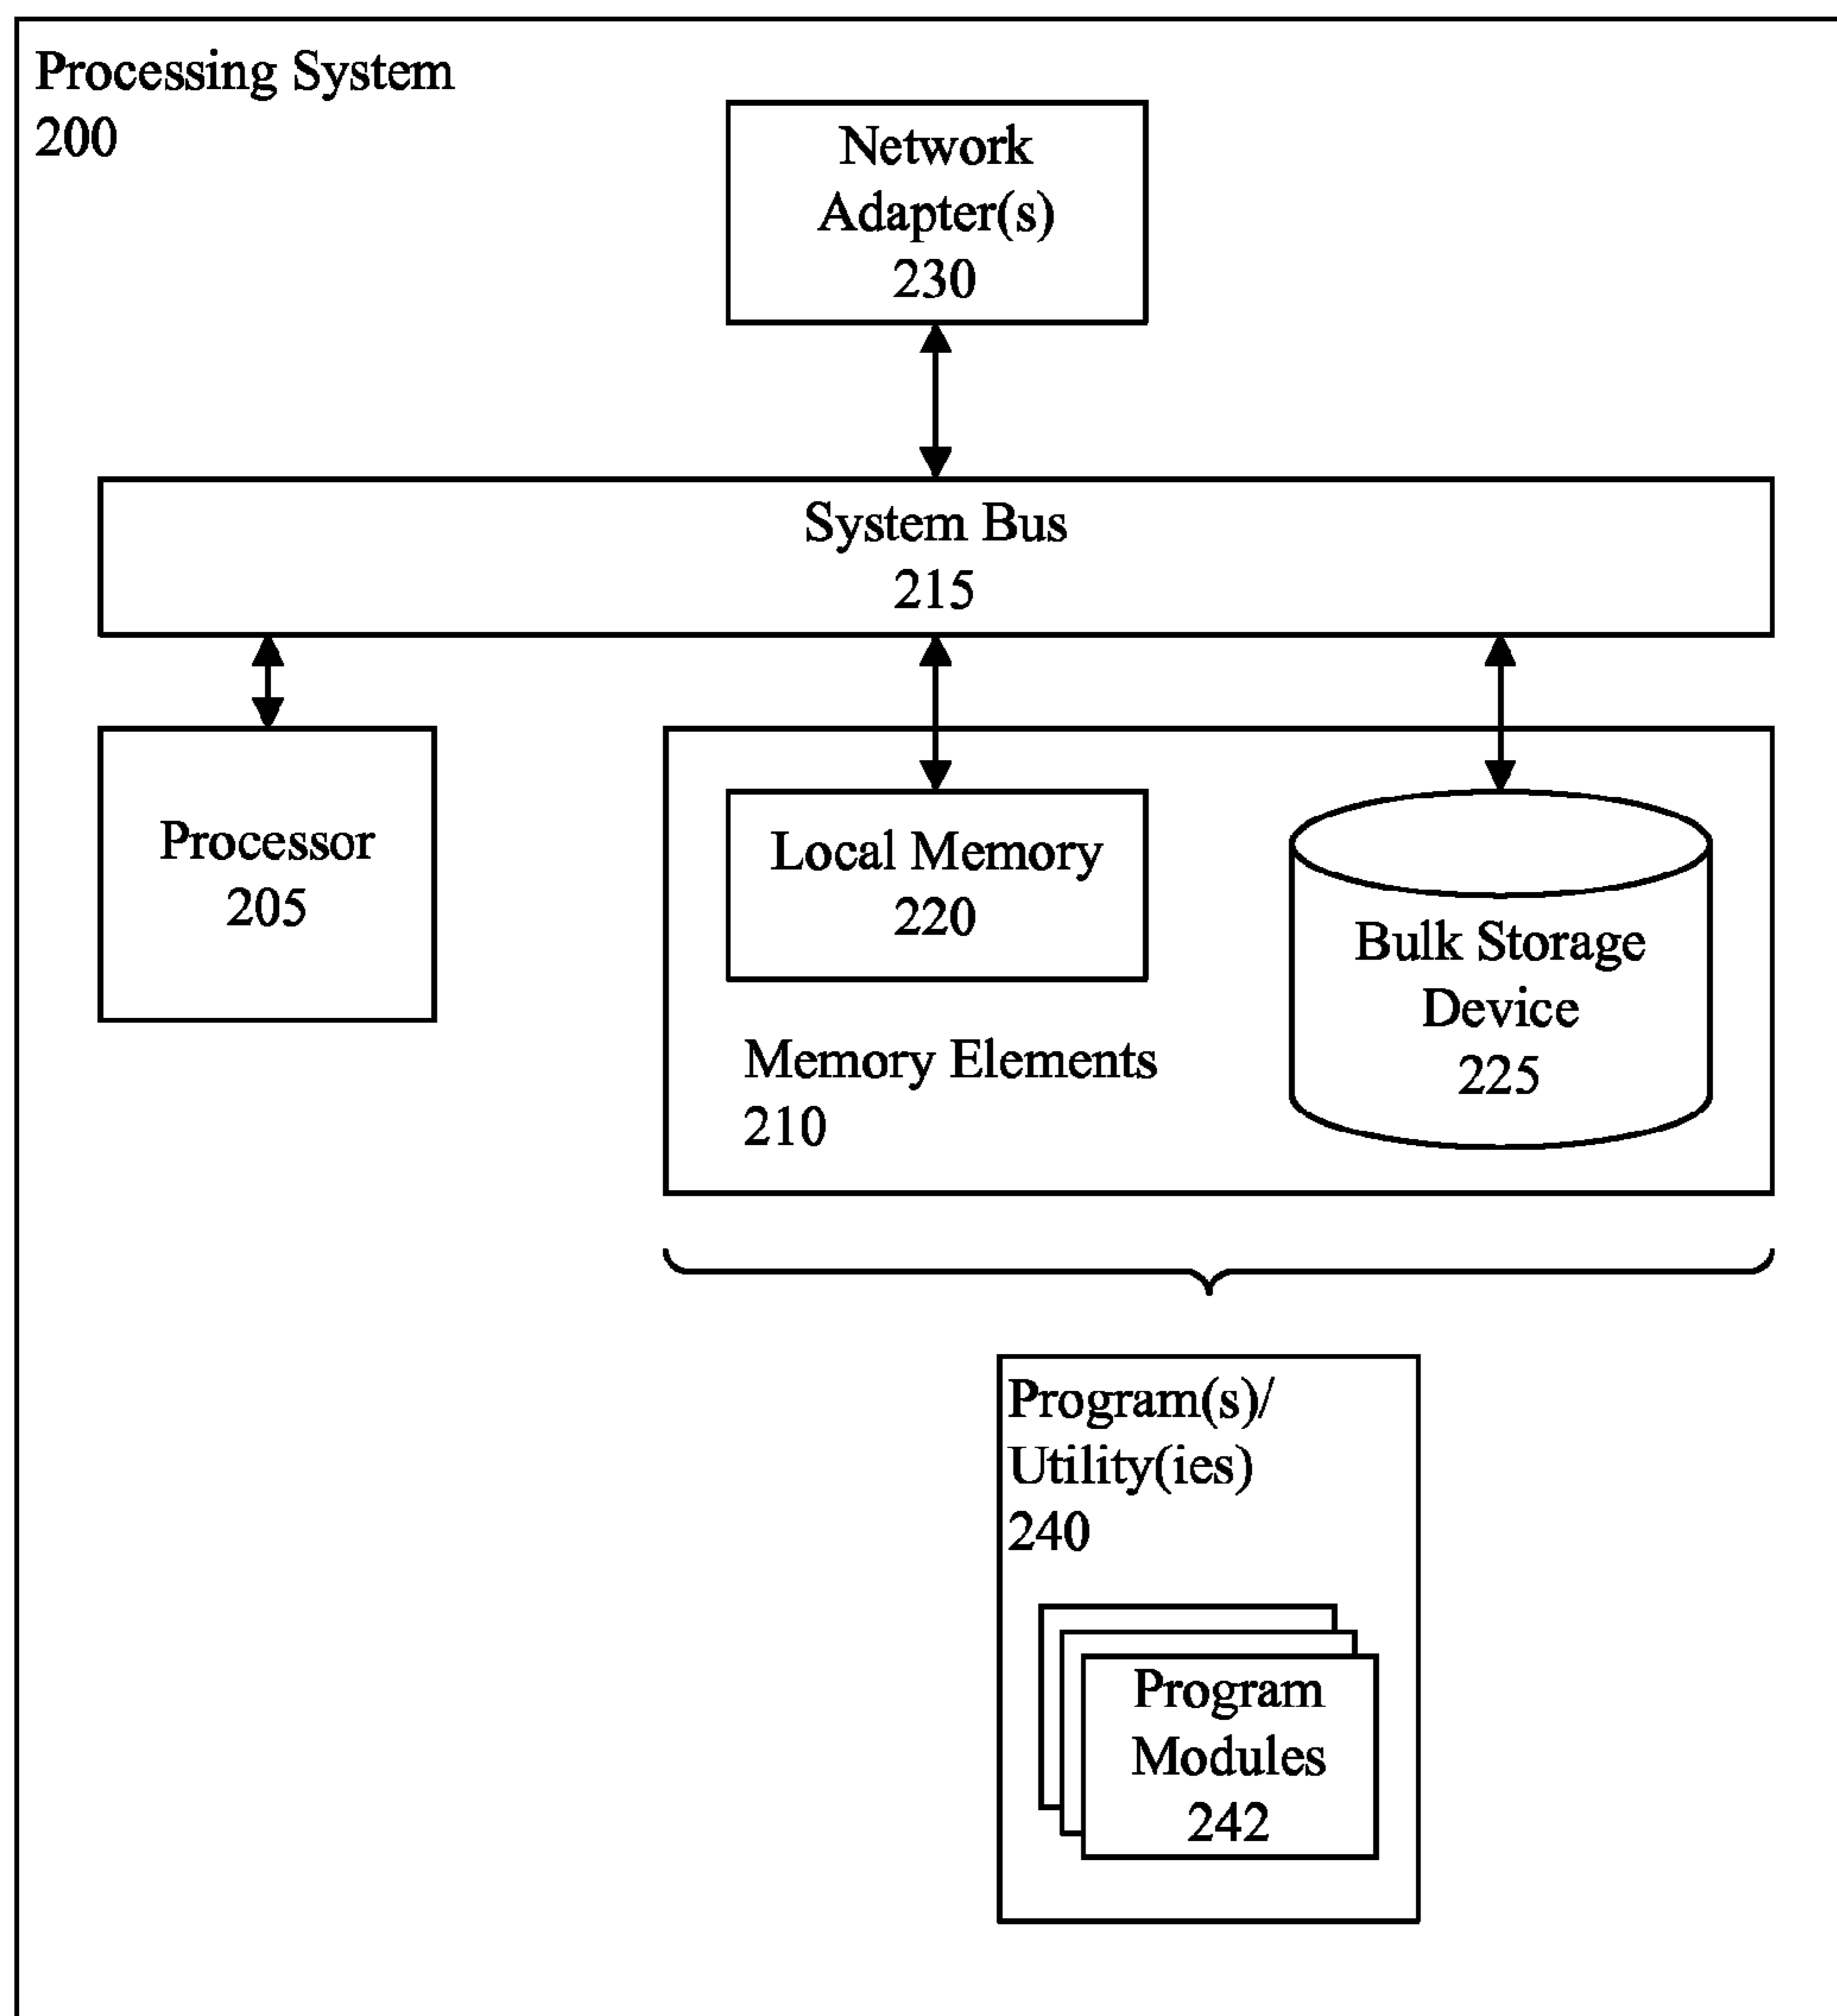 Processing System
200
Network
Adapter(s)
230
System Bus
215
Processor
205
Local Memory
220
Memory Elements
210
Bulk Storage
Device
225
Program(s)/
Utility(ies)
240
Program
Modules
242